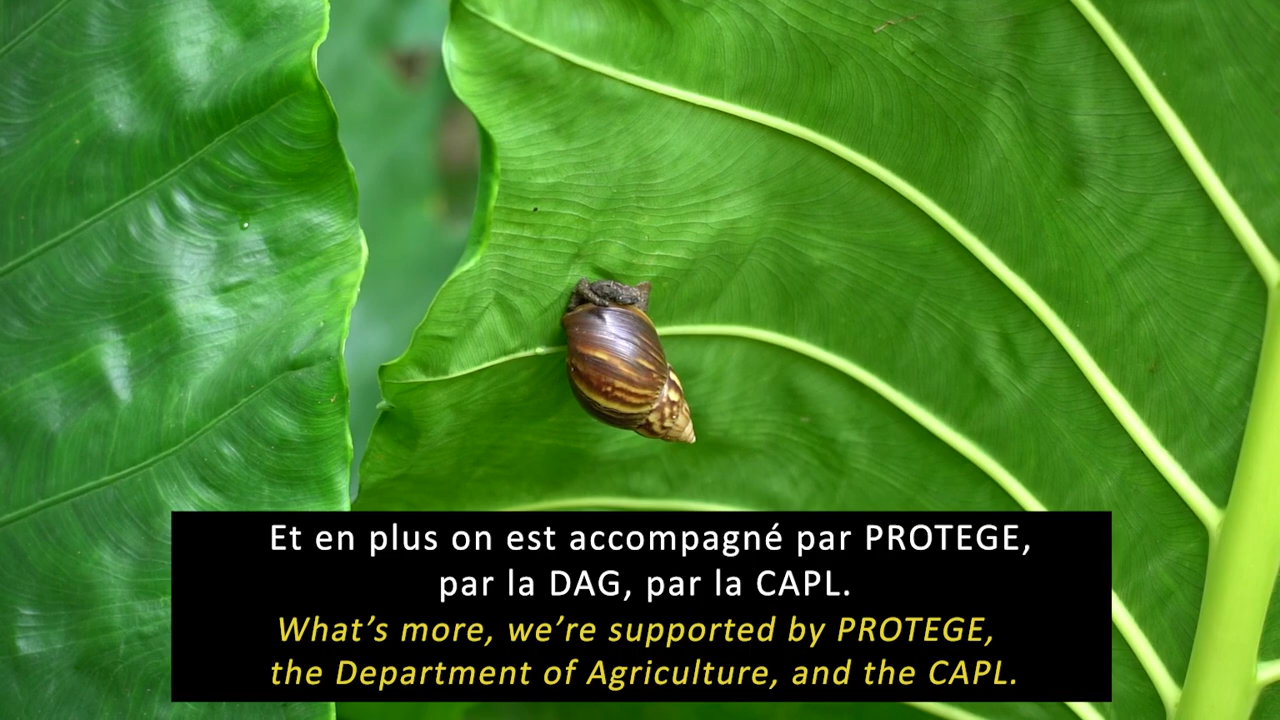 Et en plus on est accompagné par PROTEGE,
par la DAG, par la CAPL.
What’s more, we’re supported by PROTEGE,
the Department of Agriculture, and the CAPL.